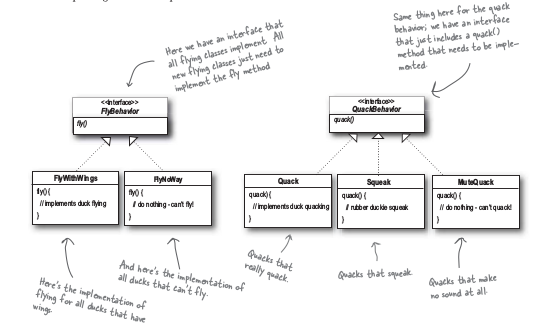 Here we have an interface that
all flying classes implement. All
new flying classes just need to
implement the fly method
Same thing here for the quack
behavior; we have an interface
that just includes a quack()
method that needs to be imple-
mented.
<<interface>>
FlyBehavior
fly()
<<interface>>
QuackBehavior
quack()
FlyWithWings
fly() {
// implements duck flying
}
FlyNoWay
fly() {
// do nothing - can't fly!
}
Quack
quack() {
// implements duck quacking
}
Squeak
quack() {
// rubber duckie squeak
}
MuteQuack
quack() {
// do nothing - can't quack!
}
Here's the implementation of
flying for all ducks that have
wings.
And here's the implementation of
all ducks that can't fly.
Quacks that
really quack.
Quacks that squeak.
Quacks that make
no sound at all.